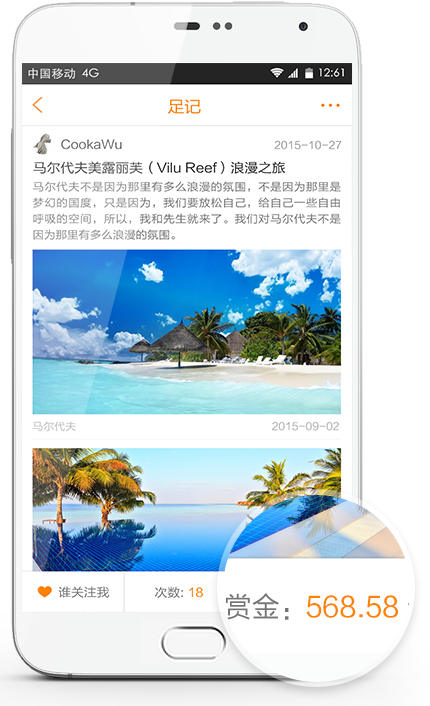 中国移动 4G 12:61
足记
CookaWu 2015-10-27
马尔代夫美露丽芙（Vilu Reef）浪漫之旅
马尔代夫不是因为那里有多么浪漫的氛围，不是因为那里是
梦幻的国度，只是因为，我们要放松自己，给自己一些自由
呼吸的空间，所以，我和先生就来了。我们对马尔代夫不是
因为那里有多么浪漫的氛围。
马尔代夫 2015-09-02
谁关注我 次数: 18 赏金：568.58